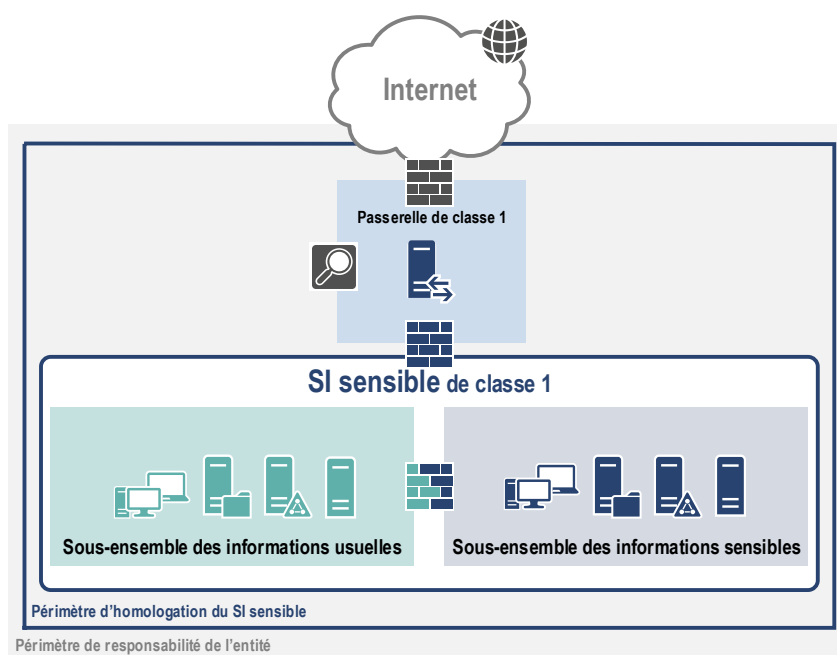 Internet
Passerelle de classe 1
SI sensible de classe 1
Sous-ensemble des informations usuelles
Sous-ensemble des informations sensibles
Périmètre d'homologation du SI sensible
Périmètre de responsabilité de l'entité